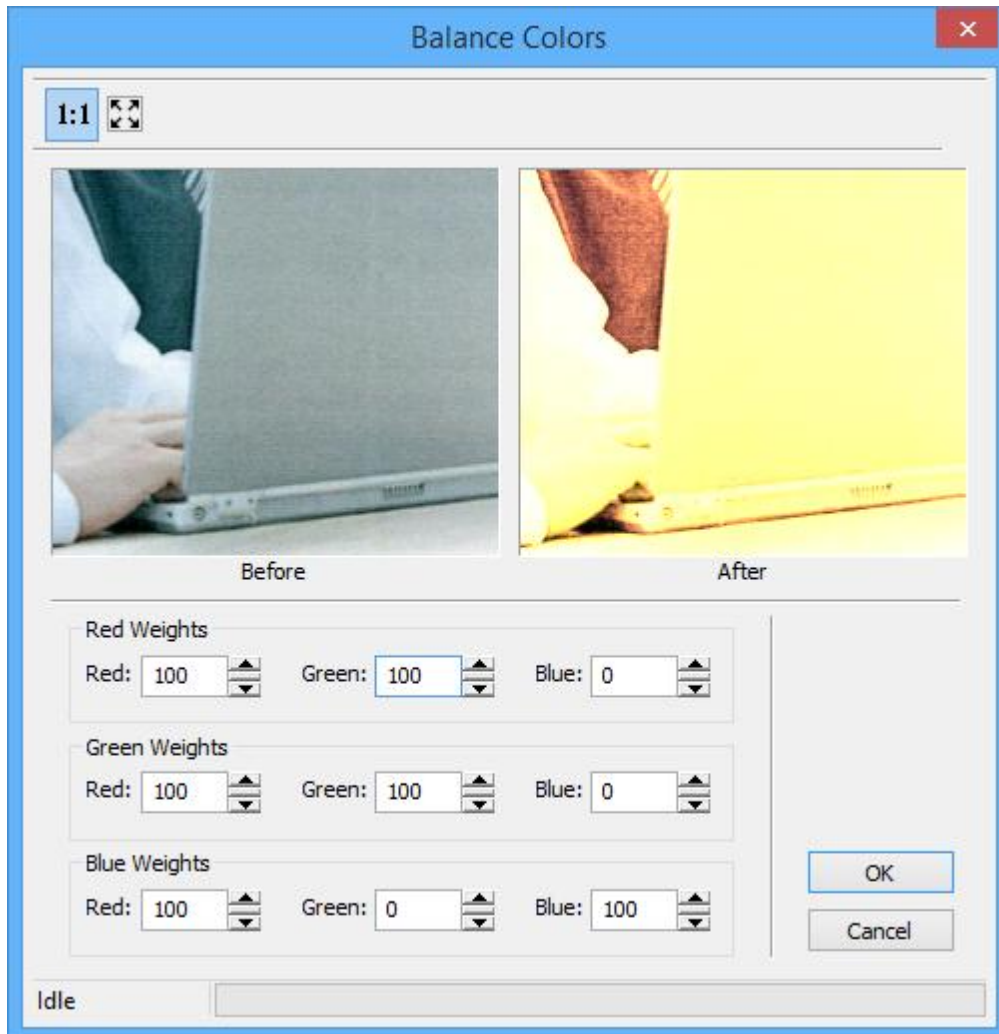 Balance Colors
1:1
Before After
Red Weights
Red: 100 Green: 100 Blue: 0
Green Weights
Red: 100 Green: 100 Blue: 0
Blue Weights
Red: 100 Green: 0 Blue: 100
OK
Cancel
Idle